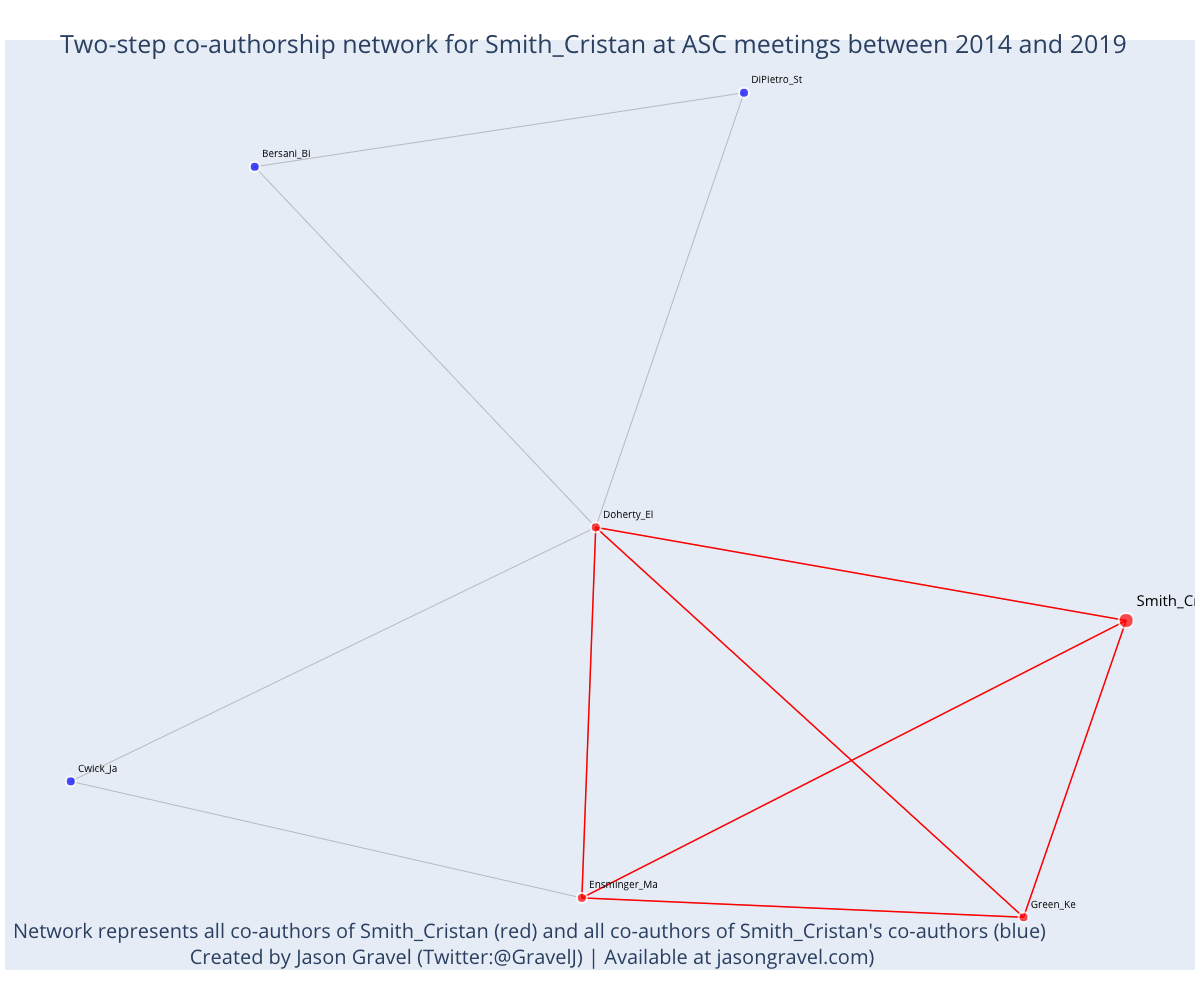 Two-step co-authorship network for Smith_Cristan at ASC meetings between 2014 and 2019
DiPietro_St
Bersani_Bi
Doherty_El
Smith_Cr
Cwick_Ja
Ensminger_Ma
Green_Ke
Network represents all co-authors of Smith_Cristan (red) and all co-authors of Smith_Cristan's co-authors (blue)
Created by Jason Gravel (Twitter:@GravelJ) | Available at jasongravel.com)